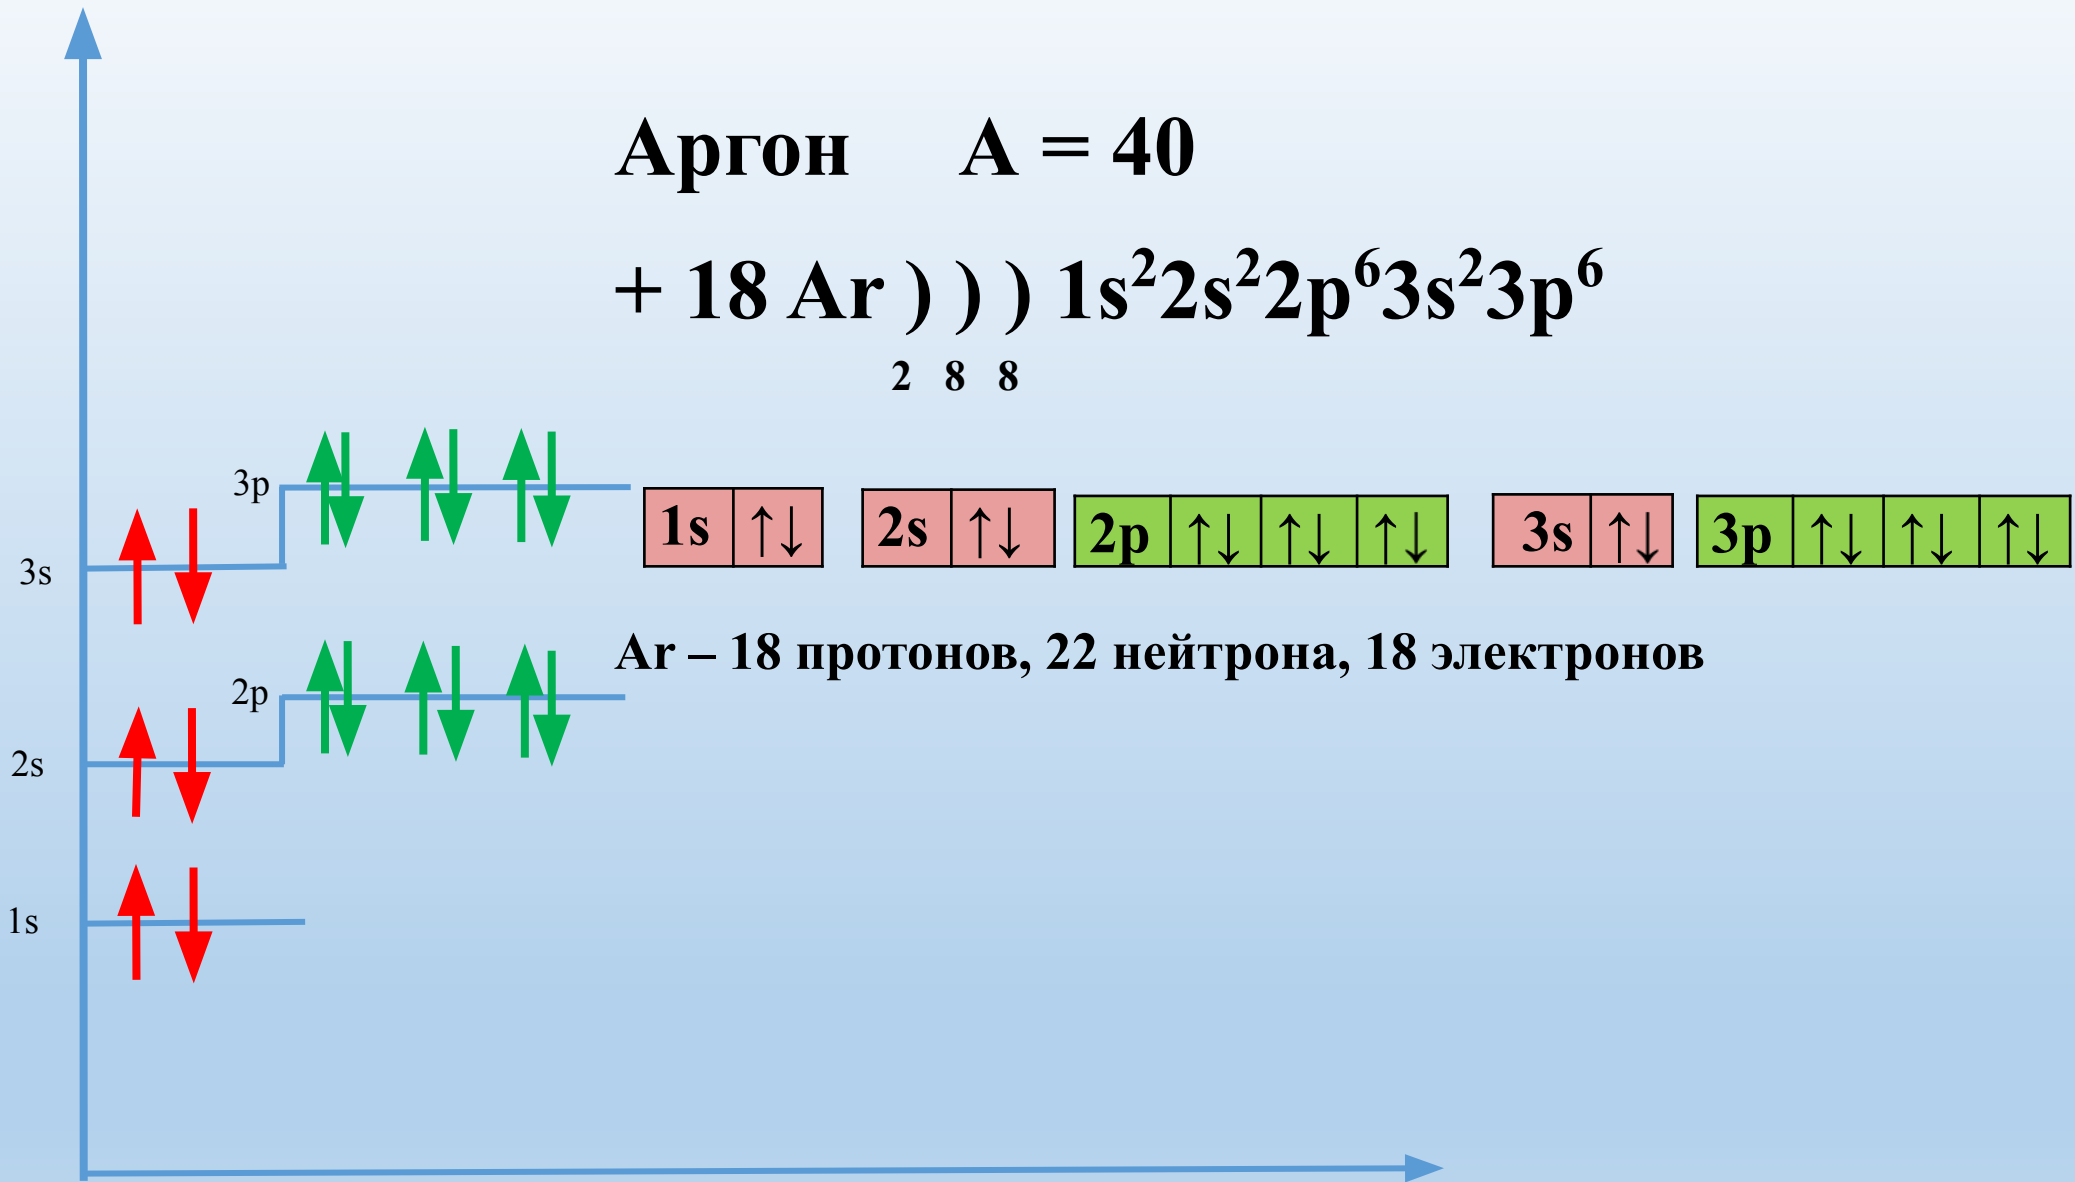 Аргон A = 40
+ 18 Ar ) ) ) 1s²2s²2p⁶3s²3p⁶
2 8 8
3p
1s ↑↓ 2s ↑↓ 2p ↑↓ ↑↓ ↑↓ 3s ↑↓ 3p ↑↓ ↑↓ ↑↓
3s
Ar – 18 протонов, 22 нейтрона, 18 электронов
2p
2s
1s